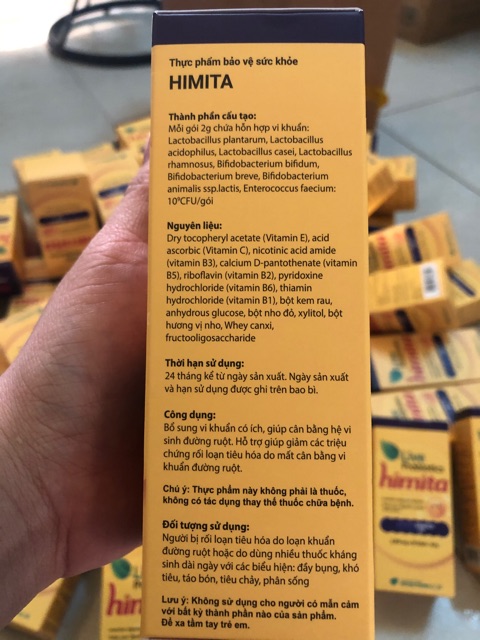 Thực phẩm bảo vệ sức khỏe
HIMITA
Thành phần cấu tạo:
Mỗi gói 2g chứa hỗn hợp vi khuẩn:
Lactobacillus plantarum, Lactobacillus
acidophilus, Lactobacillus casei, Lactobacillus
rhamnosus, Bifidobacterium bifidum,
Bifidobacterium breve, Bifidobacterium
animalis ssp.lactis, Enterococcus faecium:
10⁹CFU/gói
Nguyên liệu:
Dry tocopheryl acetate (Vitamin E), acid
ascorbic (Vitamin C), nicotinic acid amide
(vitamin B3), calcium D-pantothenate (vitamin
B5), riboflavin (vitamin B2), pyridoxine
hydrochloride (vitamin B6), thiamin
hydrochloride (vitamin B1), bột kem rau,
anhydrous glucose, bột nho đỏ, xylitol, bột
hương vị nho, Whey canxi,
fructooligosaccharide
Thời hạn sử dụng:
24 tháng kể từ ngày sản xuất. Ngày sản xuất
và hạn sử dụng được ghi trên bao bì.
Công dụng:
Bổ sung vi khuẩn có ích, giúp cân bằng hệ vi
sinh đường ruột. Hỗ trợ giúp giảm các triệu
chứng rối loạn tiêu hóa do mất cân bằng vi
khuẩn đường ruột.
Chú ý: Thực phẩm này không phải là thuốc,
không có tác dụng thay thế thuốc chữa bệnh.
Đối tượng sử dụng:
Người bị rối loạn tiêu hóa do loạn khuẩn
đường ruột hoặc do dùng nhiều thuốc kháng
sinh dài ngày với các biểu hiện: đầy bụng, khó
tiêu, táo bón, tiêu chảy, phân sống
Lưu ý: Không sử dụng cho người có mẫn cảm
với bất kỳ thành phần nào của sản phẩm.
Để xa tầm tay trẻ em.
Live
Probiotics
himita
Live
Probiotics